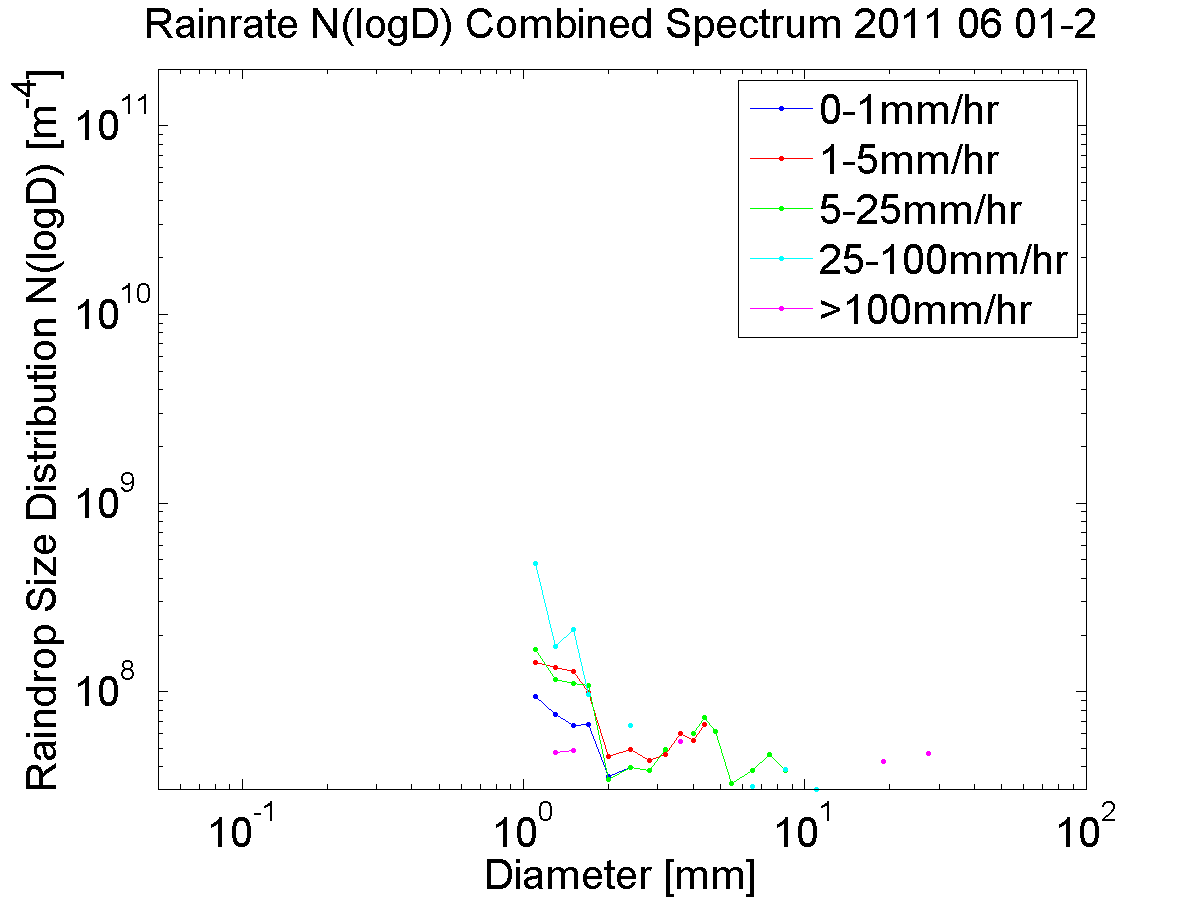 Rainrate N(logD) Combined Spectrum 2011 06 01-2
Raindrop Size Distribution N(logD) [m^-4]
10^11
10^10
10^9
10^8
0-1mm/hr
1-5mm/hr
5-25mm/hr
25-100mm/hr
>100mm/hr
10^-1 10^0 10^1 10^2
Diameter [mm]